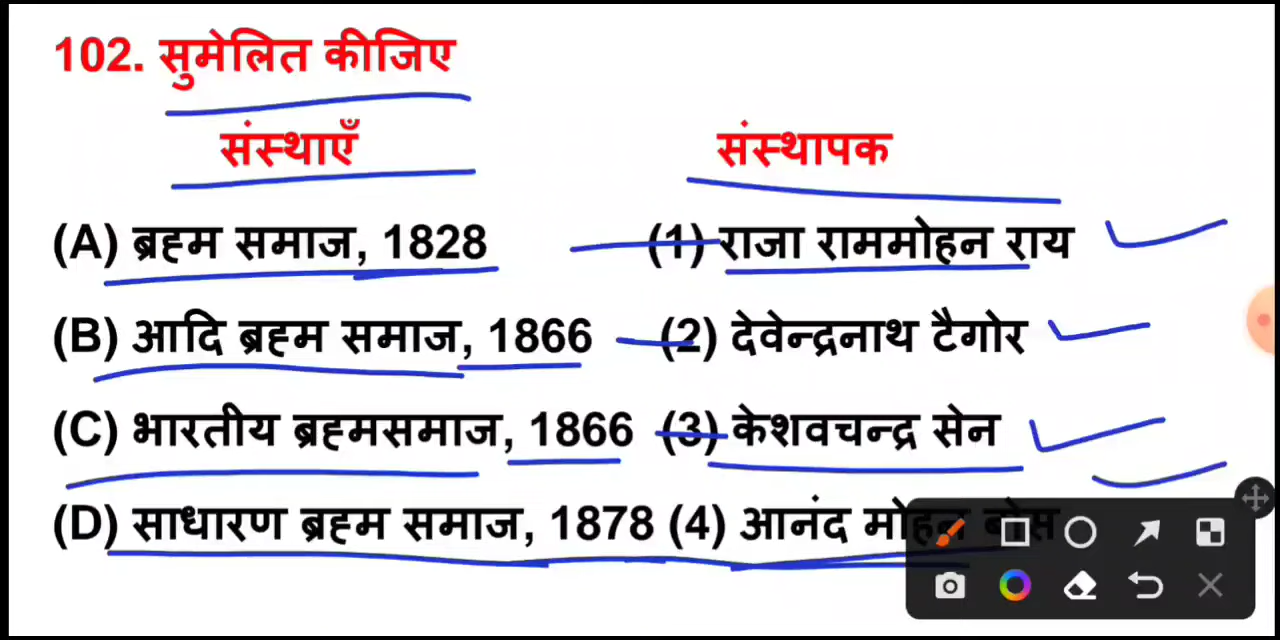 102. सुमेलित कीजिए
संस्थाएँ संस्थापक
(A) ब्रह्म समाज, 1828 (1) राजा राममोहन राय
(B) आदि ब्रह्म समाज, 1866 (2) देवेन्द्रनाथ टैगोर
(C) भारतीय ब्रह्मसमाज, 1866 (3) केशवचन्द्र सेन
(D) साधारण ब्रह्म समाज, 1878 (4) आनंद मोहन बोस